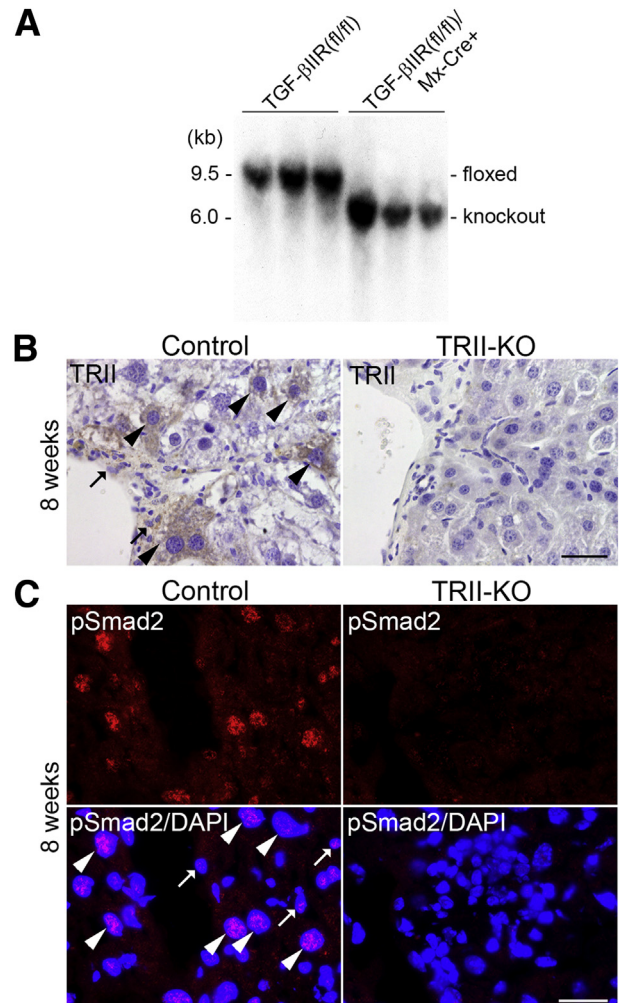 A
TGF-βIIR(fl/fl)
TGF-βIIR(fl/fl)/
Mx-Cre+
(kb)
9.5 -
- floxed
6.0 -
- knockout
B
Control
TRII-KO
TRII
TRII
8 weeks
C
Control
TRII-KO
pSmad2
pSmad2
8 weeks
pSmad2/DAPI
pSmad2/DAPI